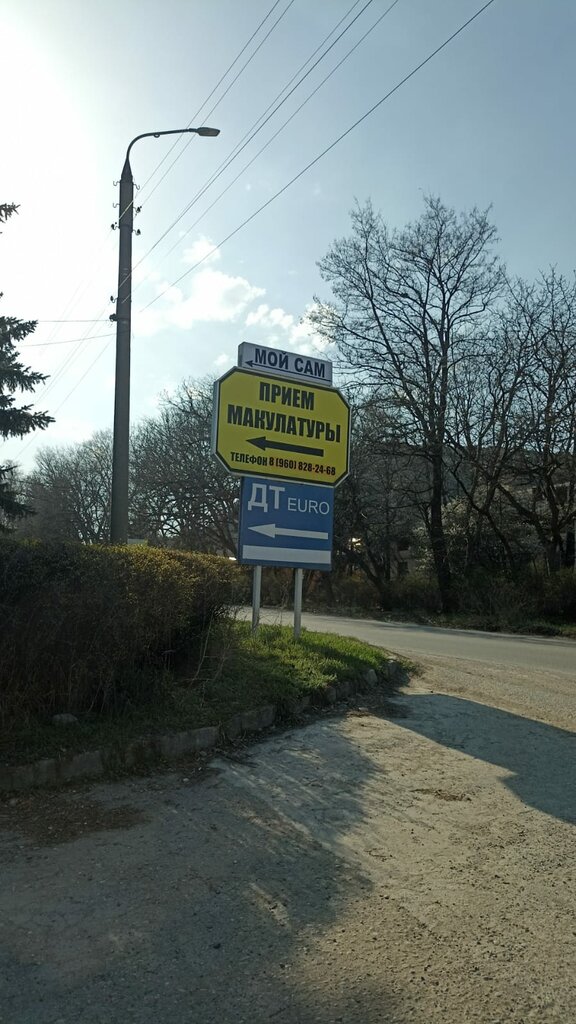 МОЙ САМ
ПРИЕМ
МАКУЛАТУРЫ
ТЕЛЕФОН 8 (960) 828-24-68
ДТ EURO